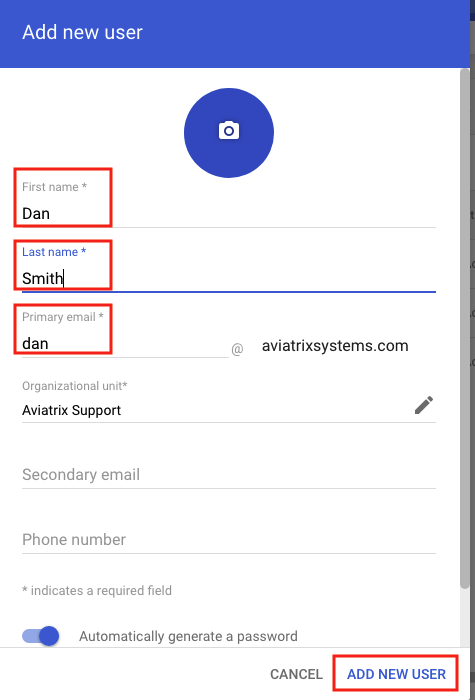 Add new user
First name *
Dan
Last name *
Smith
Primary email *
dan @ aviatrixsystems.com
Organizational unit*
Aviatrix Support
Secondary email
Phone number
* indicates a required field
Automatically generate a password
CANCEL ADD NEW USER